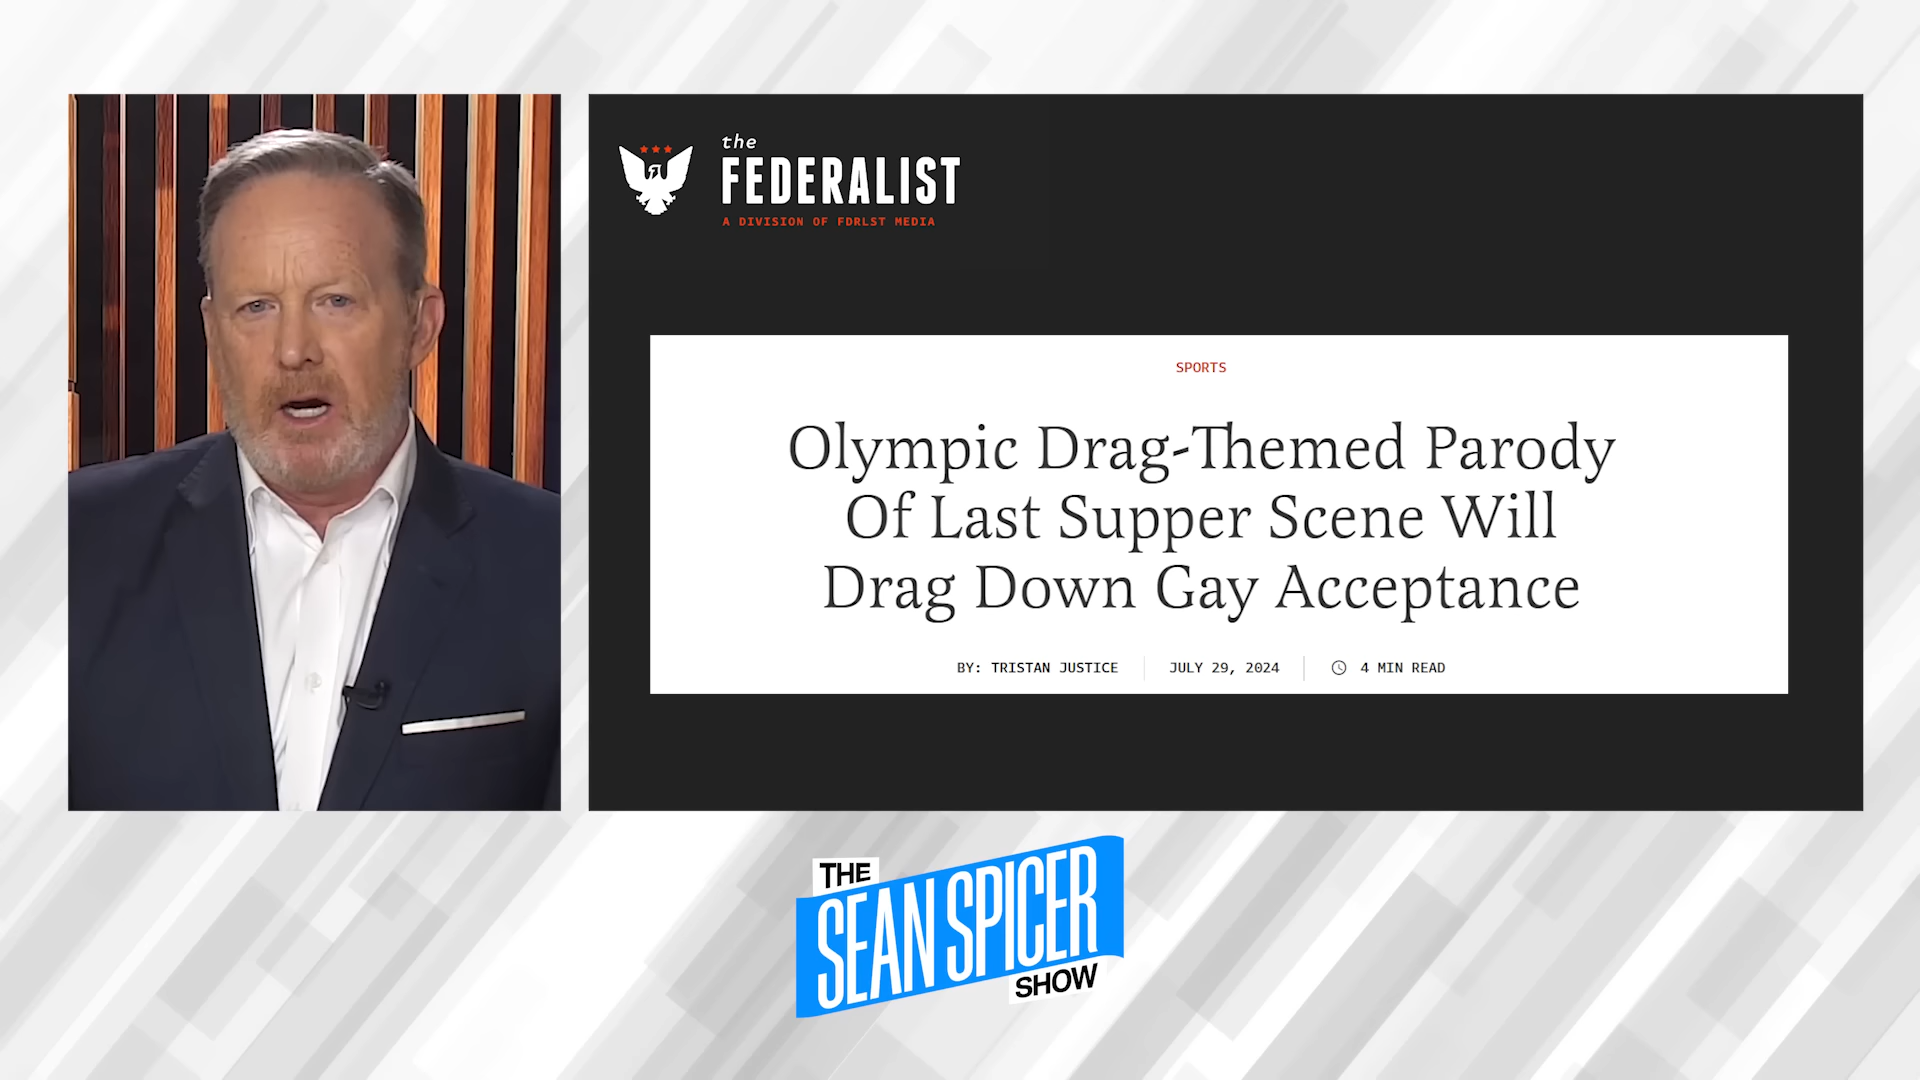 the
FEDERALIST
A DIVISION OF FDRLST MEDIA
SPORTS
Olympic Drag-Themed Parody
Of Last Supper Scene Will
Drag Down Gay Acceptance
BY: TRISTAN JUSTICE JULY 29, 2024 4 MIN READ
THE
SEAN SPICER
SHOW